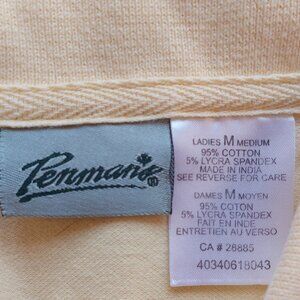 Penmans®
LADIES M MEDIUM
95% COTTON
5% LYCRA SPANDEX
MADE IN INDIA
SEE REVERSE FOR CARE
DAMES M MOYEN
95% COTTON
5% LYCRA SPANDEX
FAIT EN INDE
ENTRETIEN AU VERSO
CA # 28885
40340618043